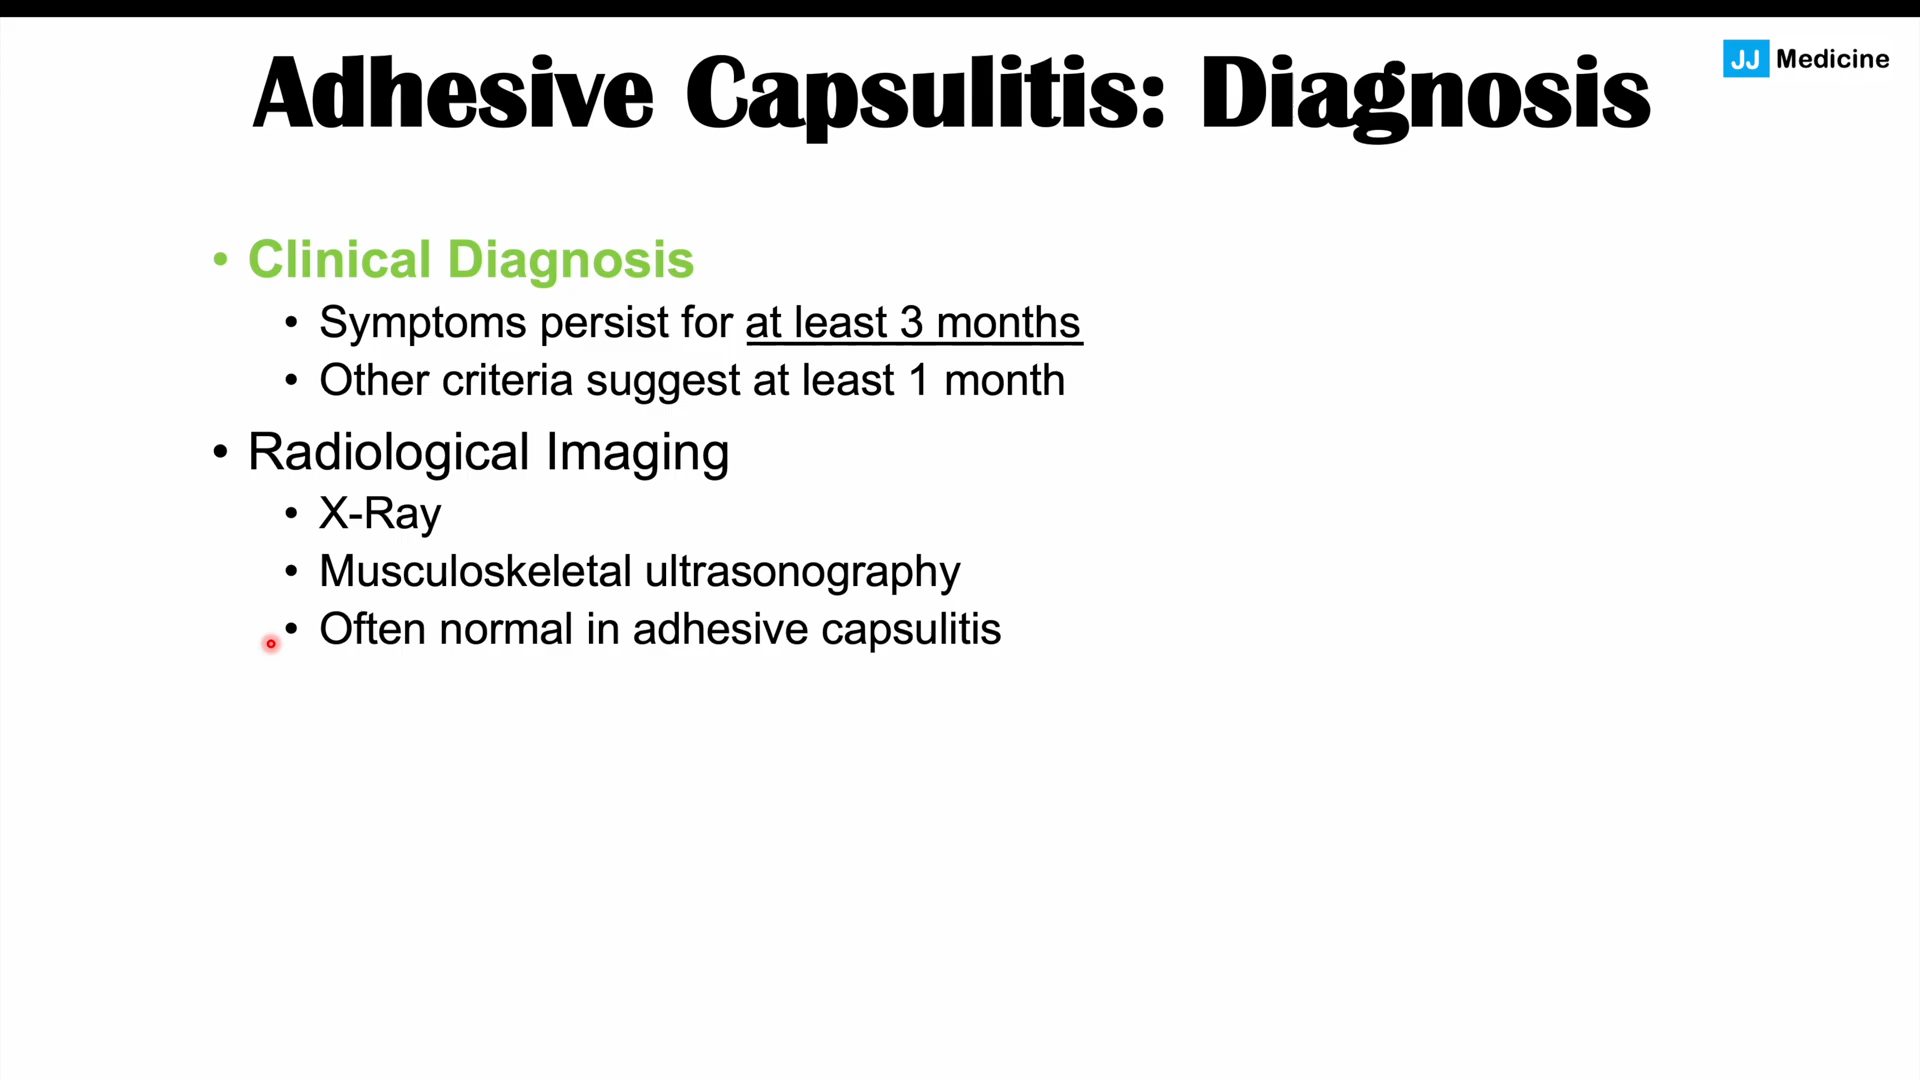 Adhesive Capsulitis: Diagnosis
JJ Medicine
• Clinical Diagnosis
• Symptoms persist for at least 3 months
• Other criteria suggest at least 1 month
• Radiological Imaging
• X-Ray
• Musculoskeletal ultrasonography
• Often normal in adhesive capsulitis